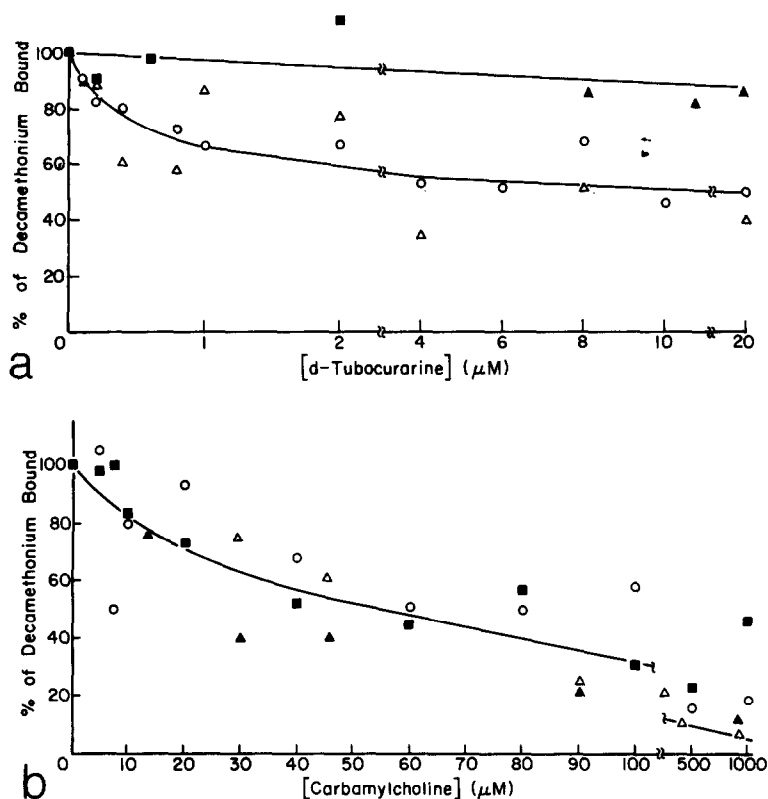 a
% of Decamethonium Bound
100
80
60
40
20
0 1 2 4 6 8 10 20
[d-Tubocurarine] (μM)
b
% of Decamethonium Bound
100
80
60
40
20
0 10 20 30 40 50 60 70 80 90 100 500 1000
[Carbamylcholine] (μM)